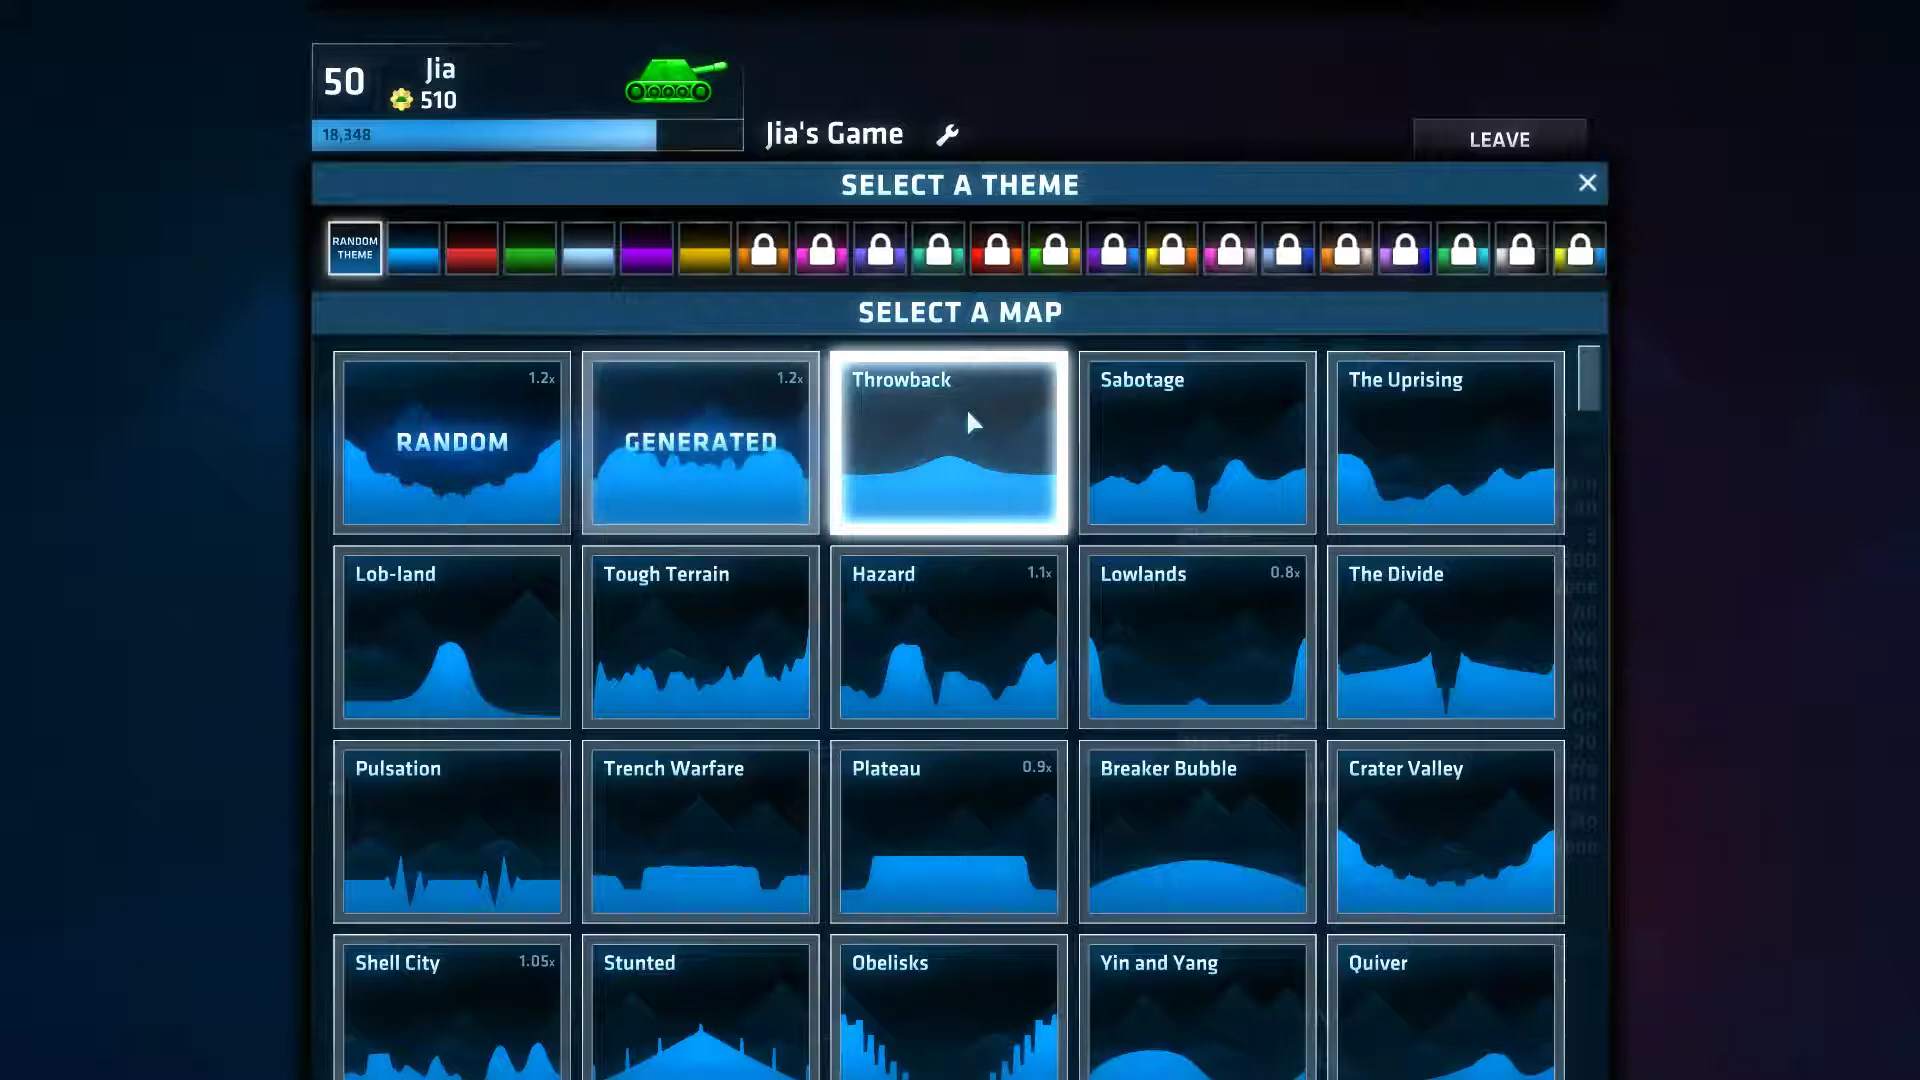 50
Jia
510
18,348
Jia's Game
LEAVE
SELECT A THEME
RANDOM
THEME
SELECT A MAP
1.2x
RANDOM
1.2x
GENERATED
Throwback
Sabotage
The Uprising
Lob-land
Tough Terrain
Hazard
1.1x
Lowlands
0.8x
The Divide
Pulsation
Trench Warfare
Plateau
0.9x
Breaker Bubble
Crater Valley
Shell City
1.05x
Stunted
Obelisks
Yin and Yang
Quiver